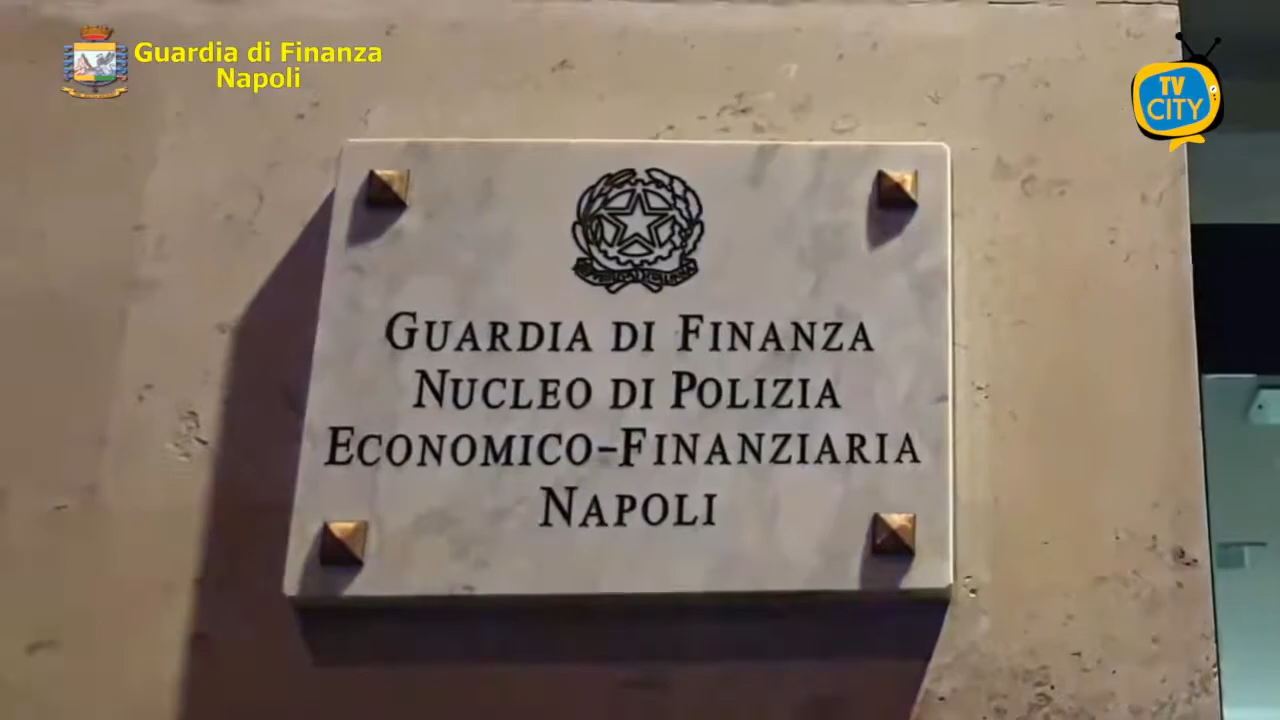 Guardia di Finanza
Napoli
TV
CITY
GUARDIA DI FINANZA
NUCLEO DI POLIZIA
ECONOMICO-FINANZIARIA
NAPOLI